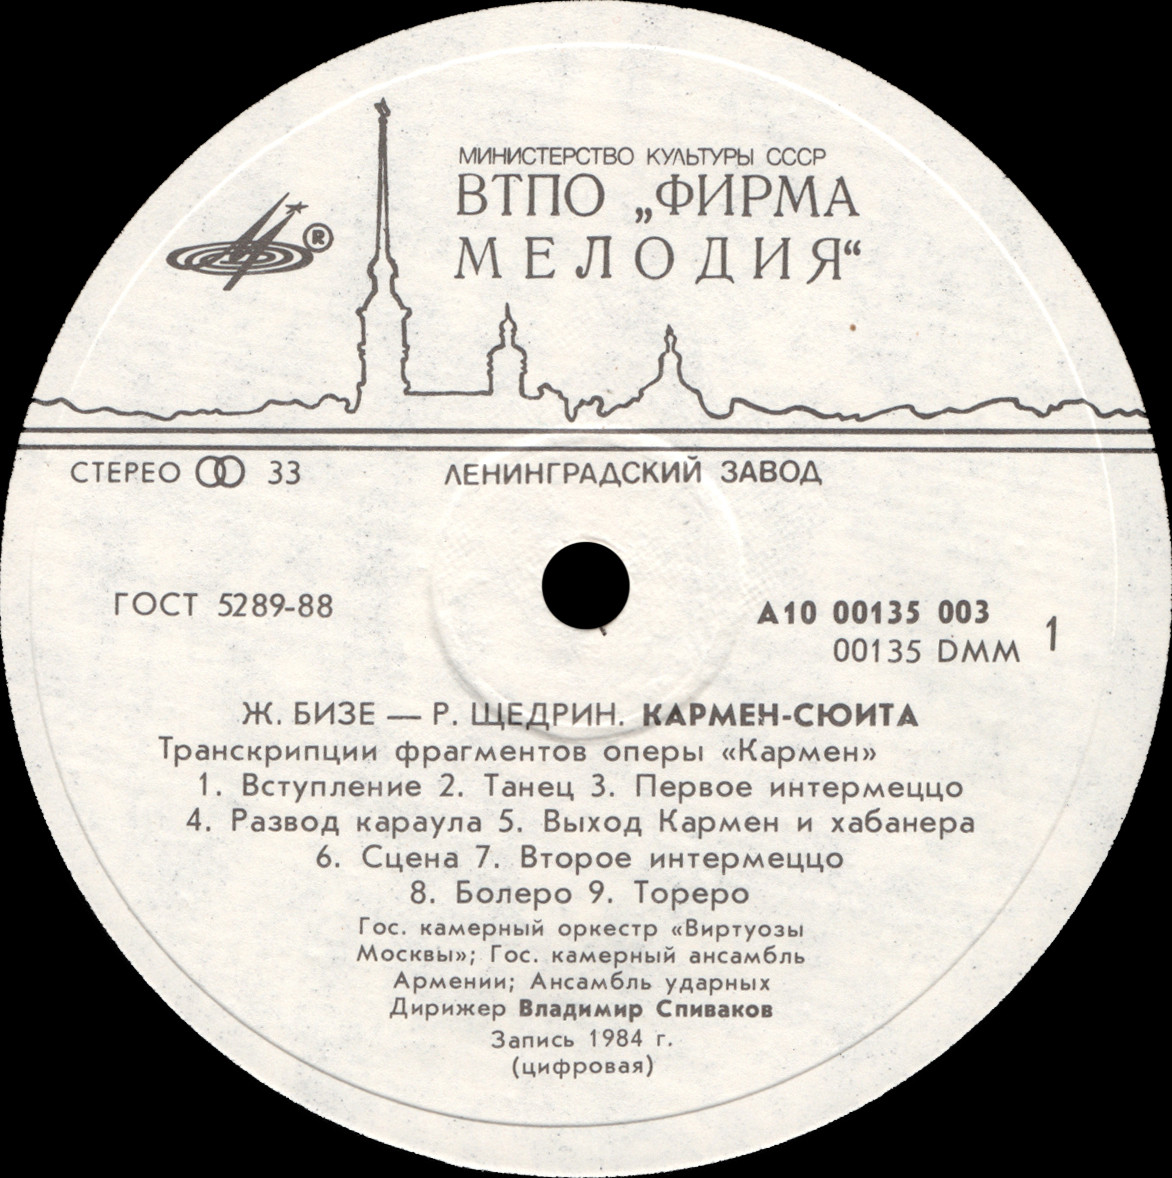 МИНИСТЕРСТВО КУЛЬТУРЫ СССР
ВТПО „ФИРМА
МЕЛОДИЯ“
®
СТЕРЕО 33
ЛЕНИНГРАДСКИЙ ЗАВОД
ГОСТ 5289-88
А10 00135 003
00135 DMM
1
Ж. БИЗЕ — Р. ЩЕДРИН. КАРМЕН-СЮИТА
Транскрипции фрагментов оперы «Кармен»
1. Вступление 2. Танец 3. Первое интермеццо
4. Развод караула 5. Выход Кармен и хабанера
6. Сцена 7. Второе интермеццо
8. Болеро 9. Тореро
Гос. камерный оркестр «Виртуозы
Москвы»; Гос. камерный ансамбль
Армении; Ансамбль ударных
Дирижер Владимир Спиваков
Запись 1984 г.
(цифровая)